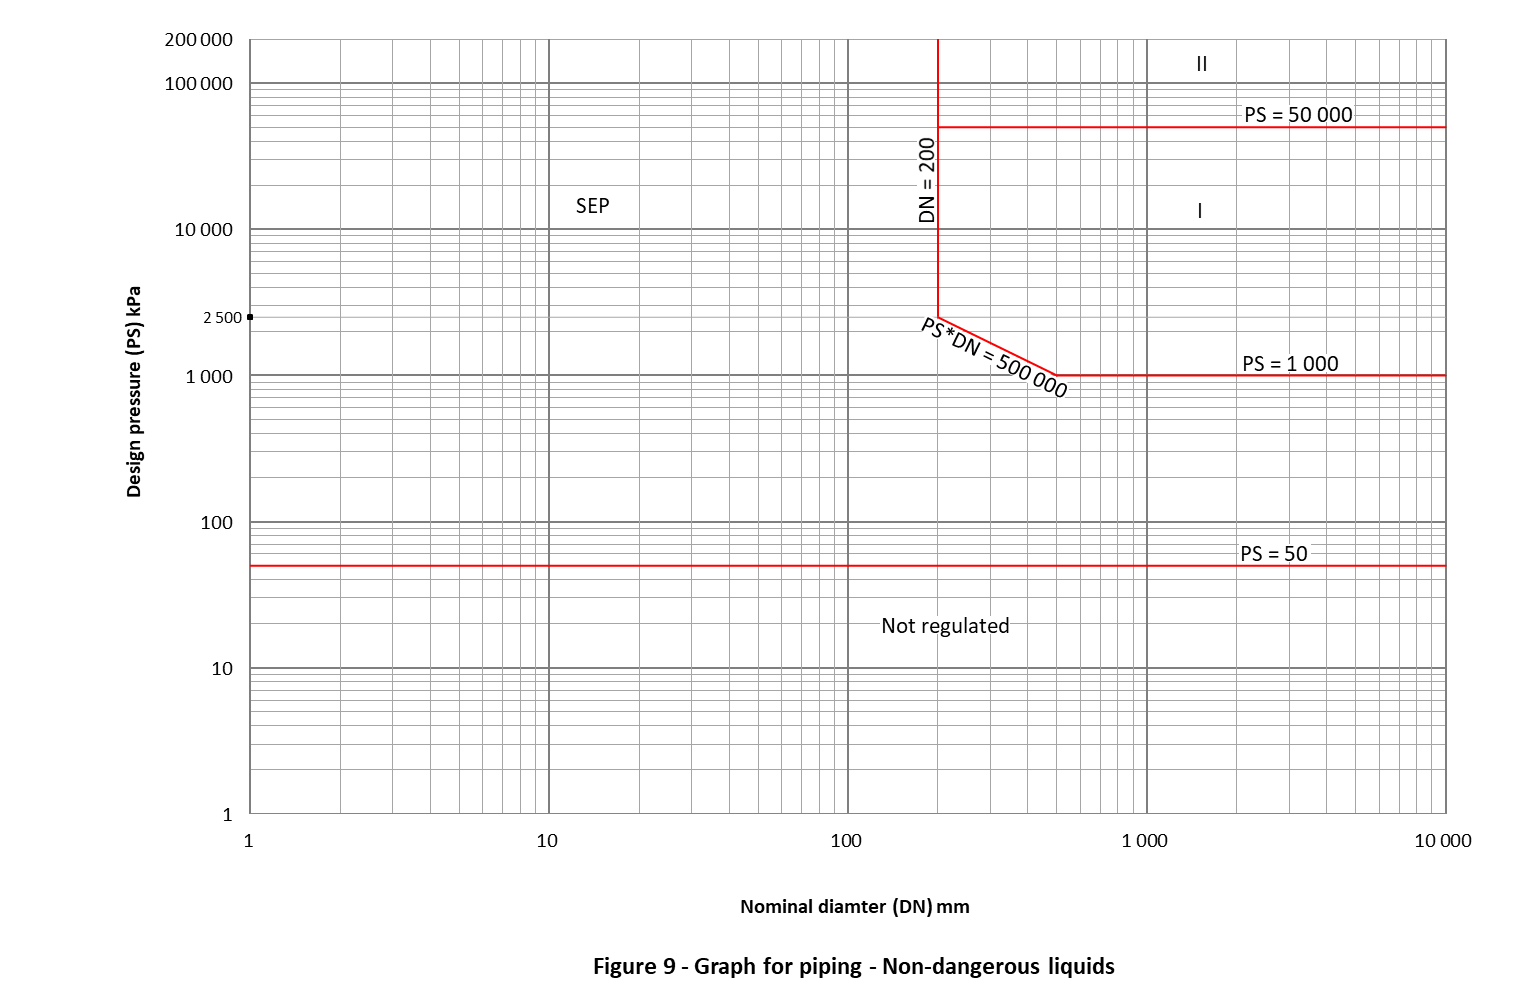 200 000
100 000
II
PS = 50 000
DN = 200
SEP
I
10 000
Design pressure (PS) kPa
2 500
PS*DN = 500 000
PS = 1 000
1 000
100
PS = 50
Not regulated
10
1
1
10
100
1 000
10 000
Nominal diamter (DN) mm
Figure 9 - Graph for piping - Non-dangerous liquids